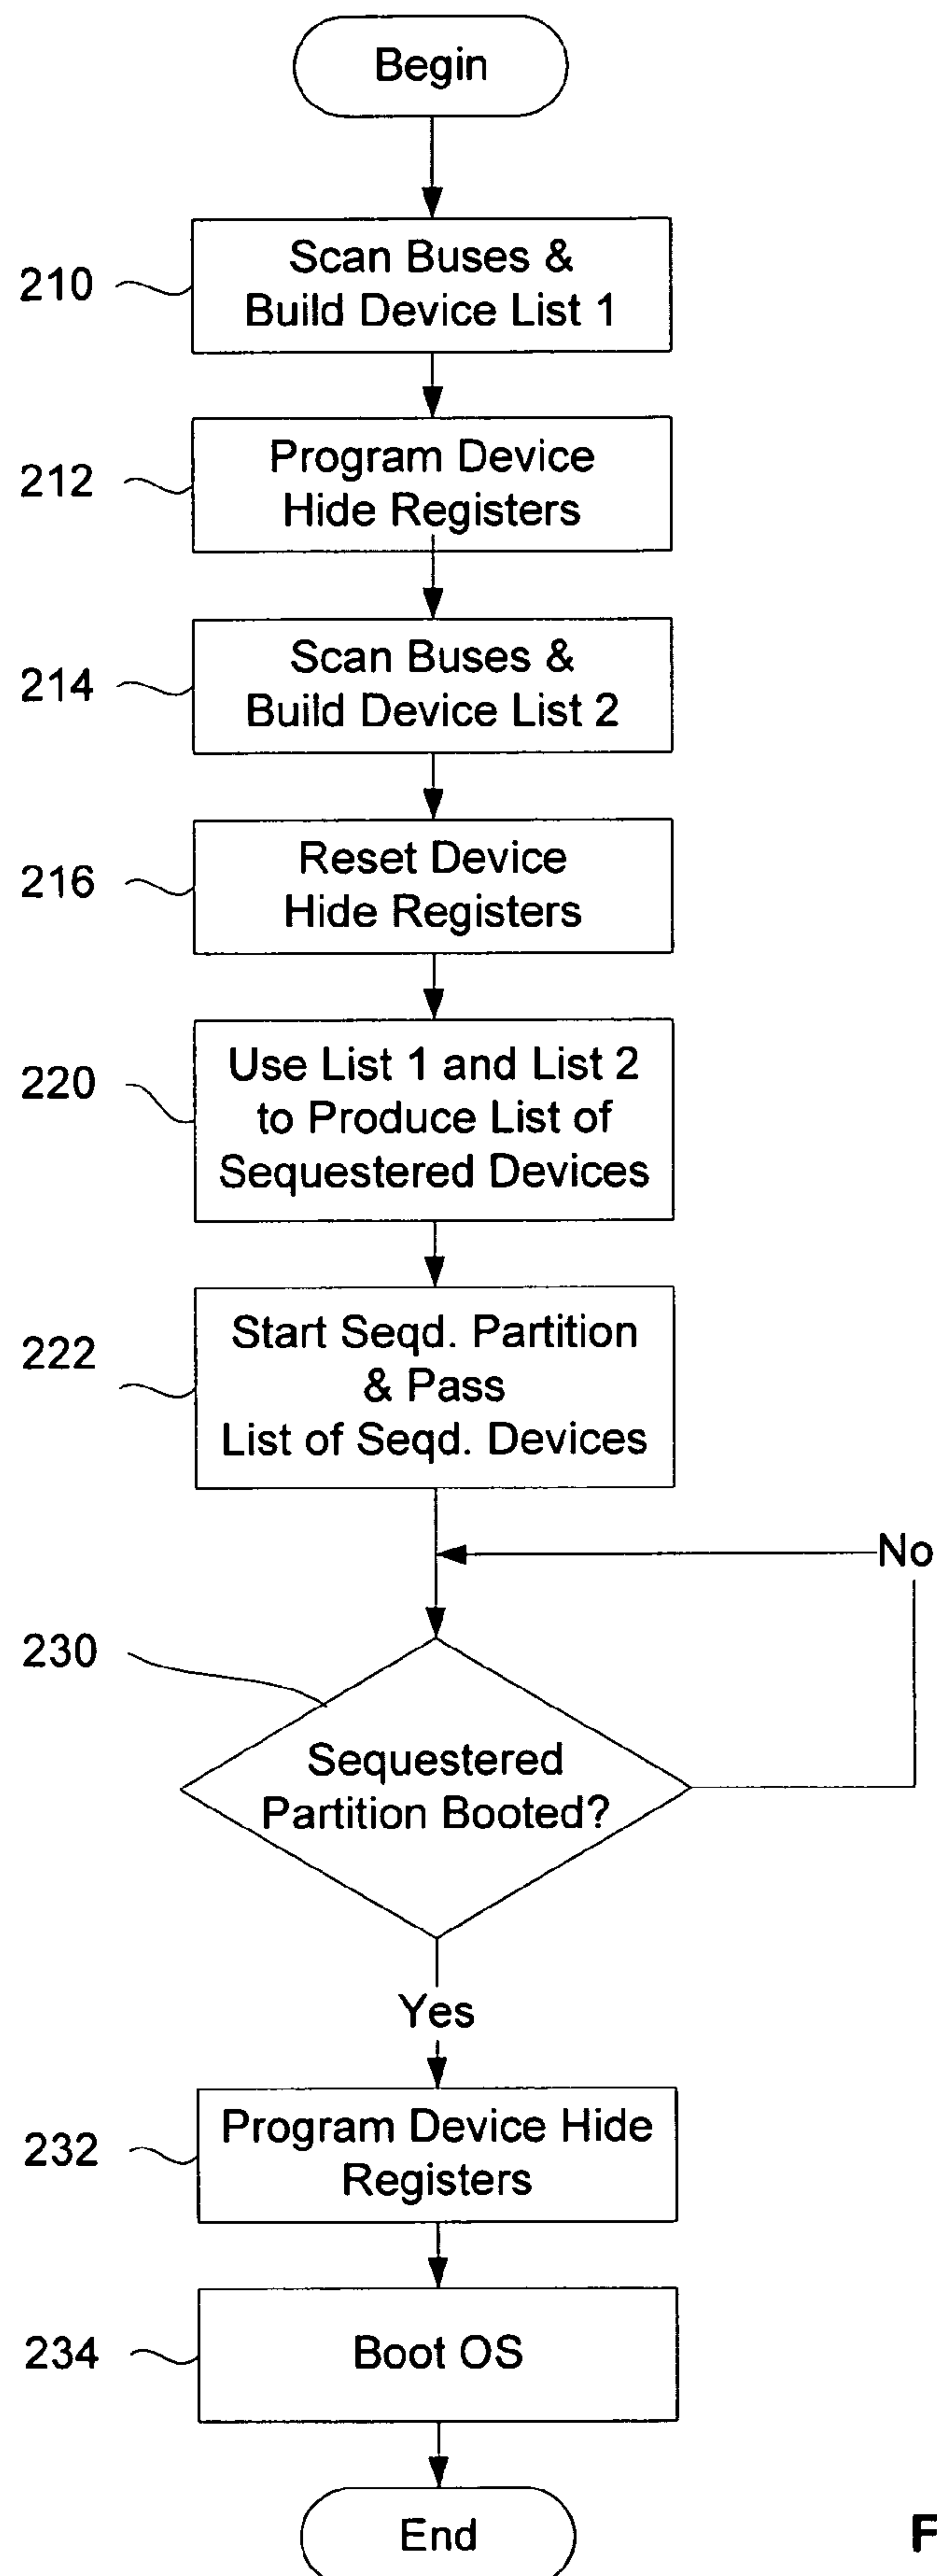 Begin
210
Scan Buses &
Build Device List 1
212
Program Device
Hide Registers
214
Scan Buses &
Build Device List 2
216
Reset Device
Hide Registers
220
Use List 1 and List 2
to Produce List of
Sequestered Devices
222
Start Seqd. Partition
& Pass
List of Seqd. Devices
No
230
Sequestered
Partition Booted?
Yes
232
Program Device Hide
Registers
234
Boot OS
End
F